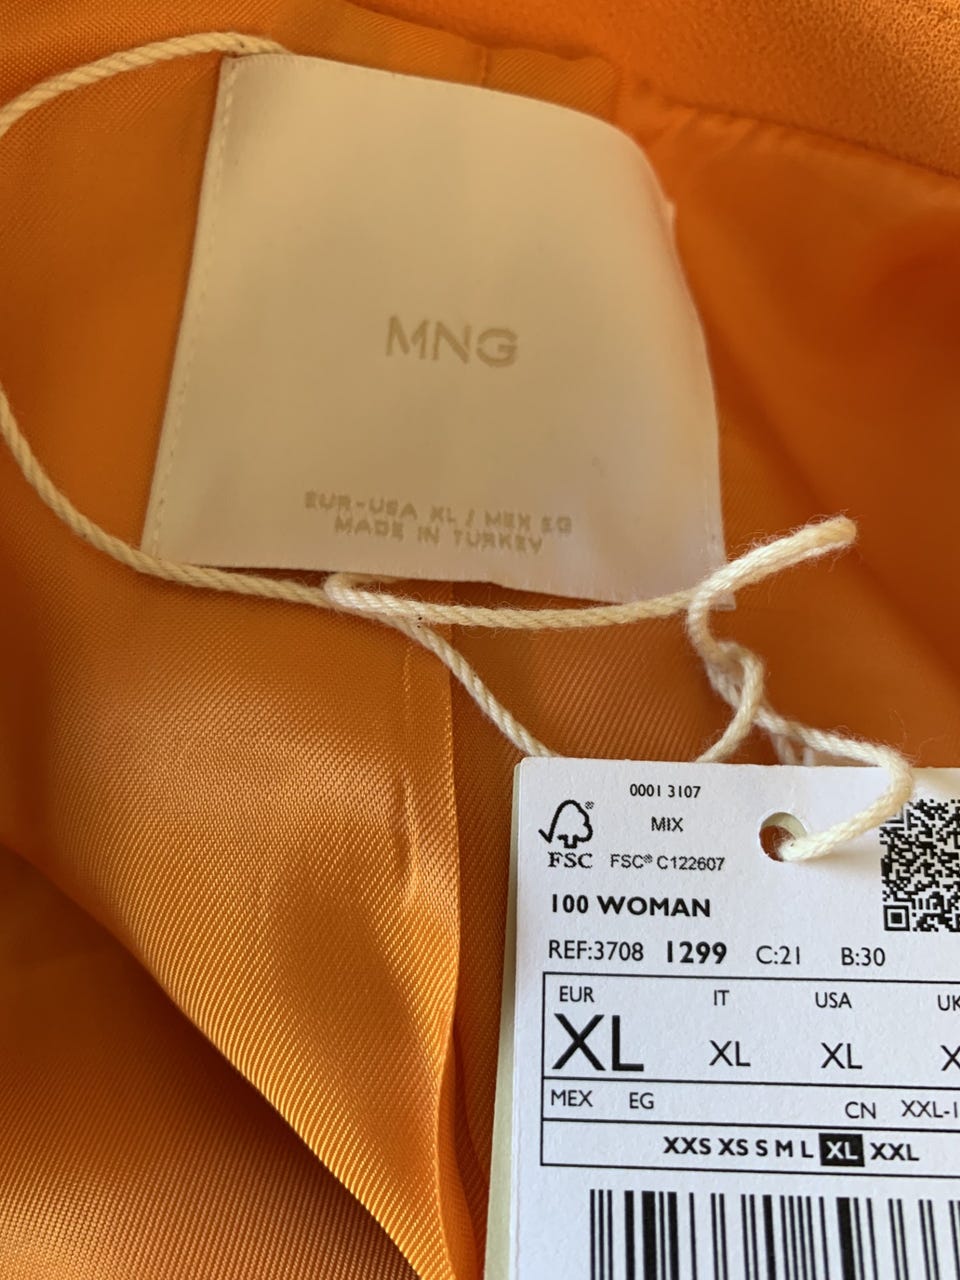 MNG
EUR-USA XL / MEX EG
MADE IN TURKEY
0001 3107
MIX
FSC® C122607
FSC
100 WOMAN
REF:3708 1299 C:21 B:30
EUR IT USA UK
XL XL XL
MEX EG CN
XXS XS S M L XL XXL